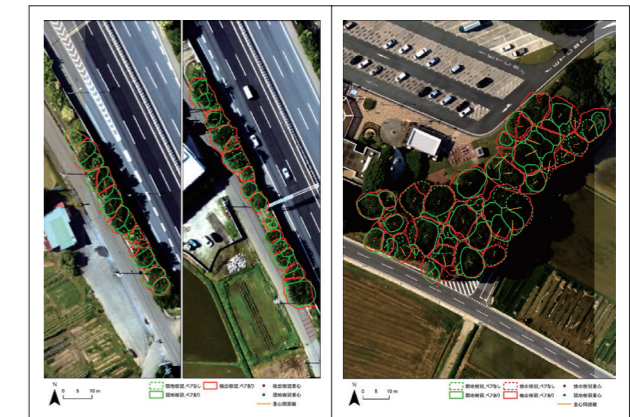 N
0 5 10 m
現地樹冠_ペアなし 抽出樹冠_ペアあり 抽出樹冠重心
現地樹冠_ペアあり 現地樹冠重心
重心間距離
N
0 5 10 m
現地樹冠_ペアなし 抽出樹冠_ペアなし 抽出樹冠重心
現地樹冠_ペアあり 抽出樹冠_ペアあり 現地樹冠重心
重心間距離